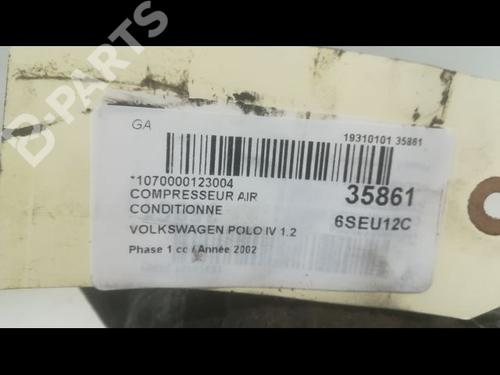 B-PARTS
GA
19310101 35861
*1070000123004
COMPRESSEUR AIR
CONDITIONNE
35861
6SEU12C
VOLKSWAGEN POLO IV 1.2
Phase 1 cc / Année 2002